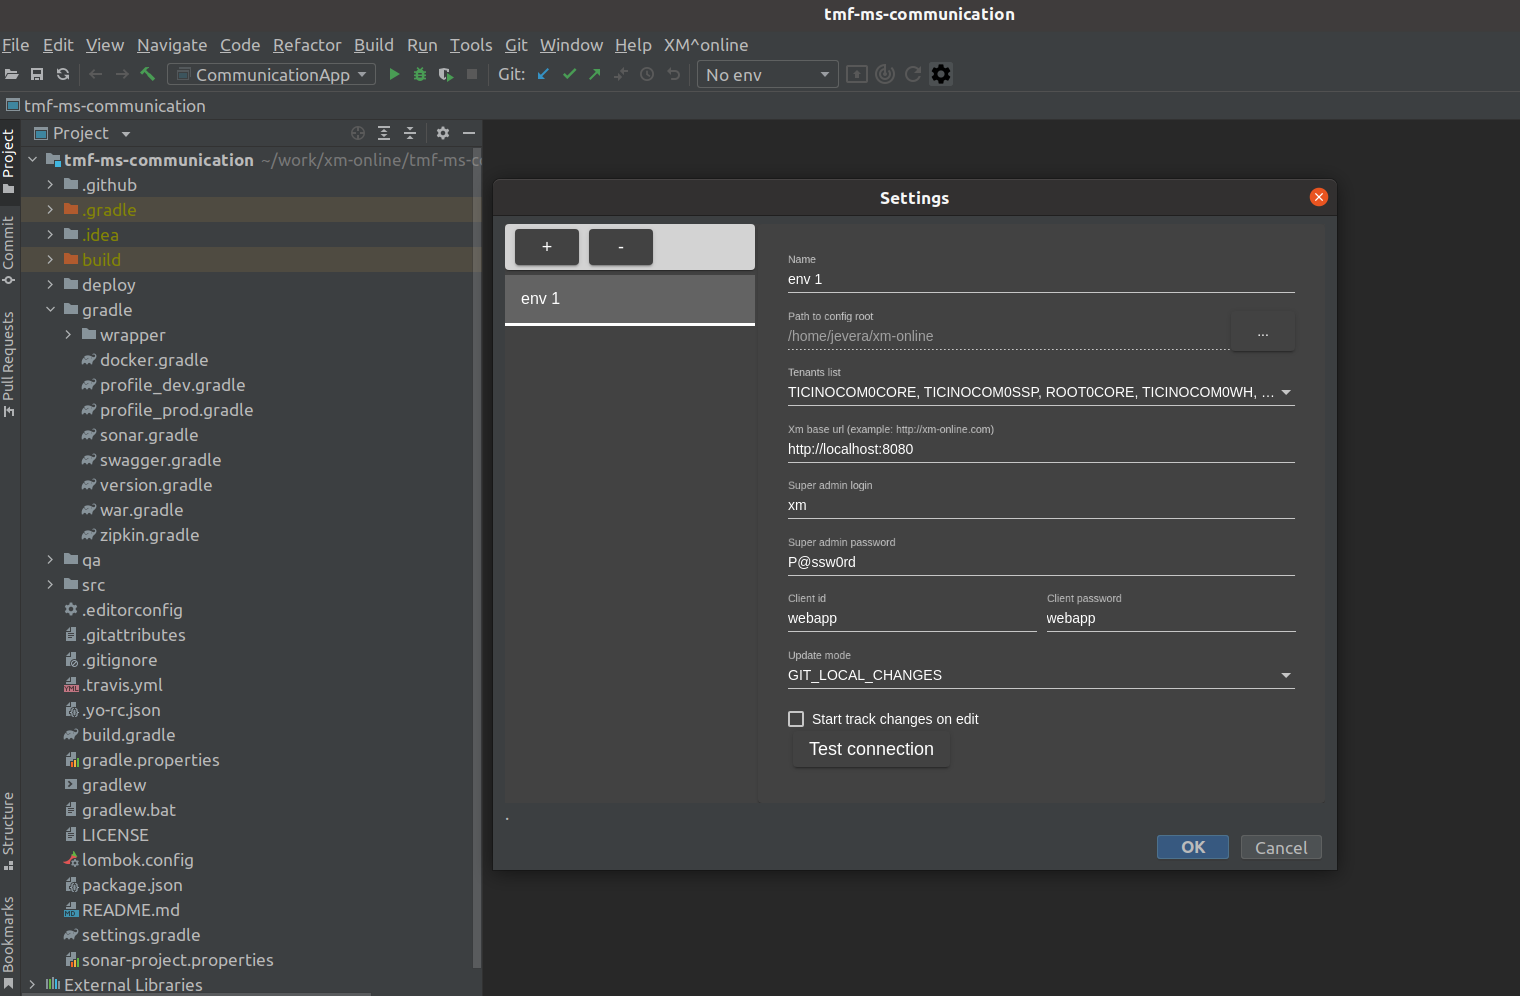 tmf-ms-communication
File Edit View Navigate Code Refactor Build Run Tools Git Window Help XM^online
CommunicationApp Git: No env
tmf-ms-communication
Project
Project
tmf-ms-communication ~/work/xm-online/tmf-ms-co
.github
.gradle
.idea
build
deploy
gradle
wrapper
docker.gradle
profile_dev.gradle
profile_prod.gradle
sonar.gradle
swagger.gradle
version.gradle
war.gradle
zipkin.gradle
qa
src
.editorconfig
.gitattributes
.gitignore
.travis.yml
.yo-rc.json
build.gradle
gradle.properties
gradlew
gradlew.bat
LICENSE
lombok.config
package.json
README.md
settings.gradle
sonar-project.properties
External Libraries
Commit
Pull Requests
Structure
Bookmarks
Settings
+ -
env 1
Name
env 1
Path to config root
/home/jevera/xm-online
...
Tenants list
TICINOCOM0CORE, TICINOCOM0SSP, ROOT0CORE, TICINOCOM0WH, ...
Xm base url (example: http://xm-online.com)
http://localhost:8080
Super admin login
xm
Super admin password
P@ssw0rd
Client id Client password
webapp webapp
Update mode
GIT_LOCAL_CHANGES
Start track changes on edit
Test connection
.
OK Cancel